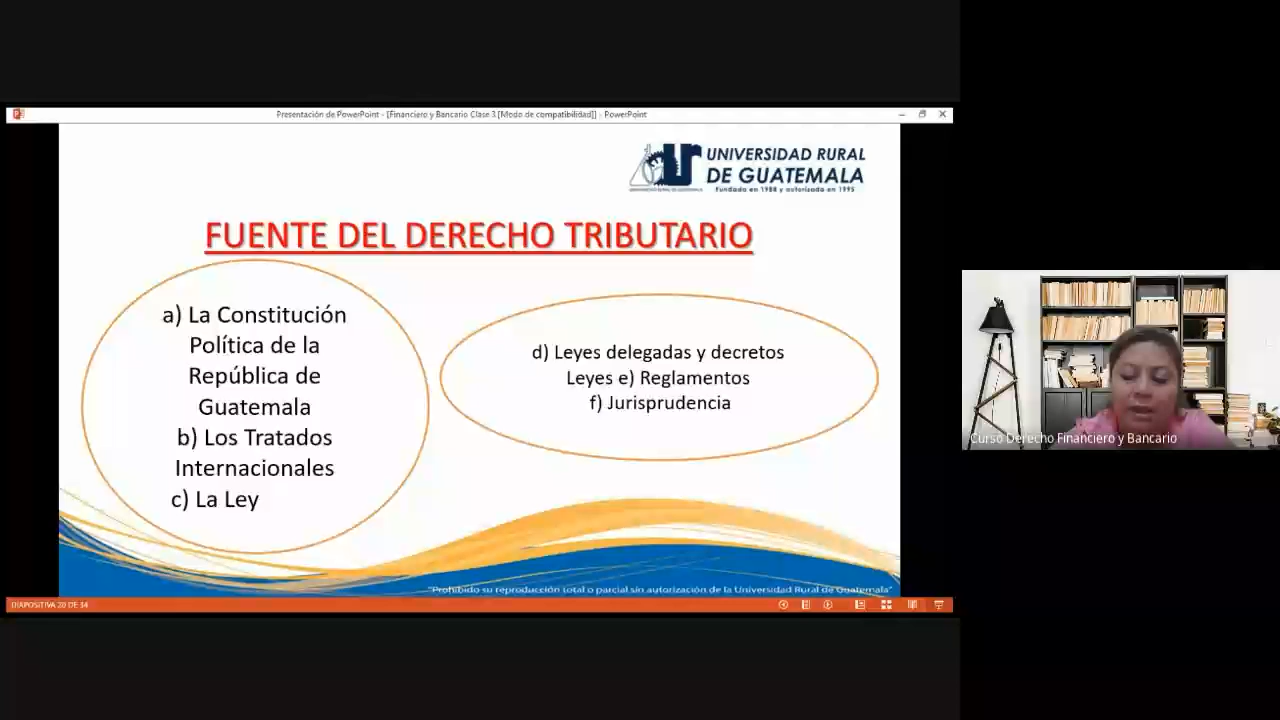 Presentación de PowerPoint - [Financiero y Bancario Clase 3 [Modo de compatibilidad]] - PowerPoint
UNIVERSIDAD RURAL
DE GUATEMALA
Fundada en 1988 y autorizada en 1995
FUENTE DEL DERECHO TRIBUTARIO
a) La Constitución
Política de la
República de
Guatemala
b) Los Tratados
Internacionales
c) La Ley
d) Leyes delegadas y decretos
Leyes e) Reglamentos
f) Jurisprudencia
"Prohibido su reproducción total o parcial sin autorización de la Universidad Rural de Guatemala"
DIAPOSITIVA 20 DE 34
Curso Derecho Financiero y Bancario